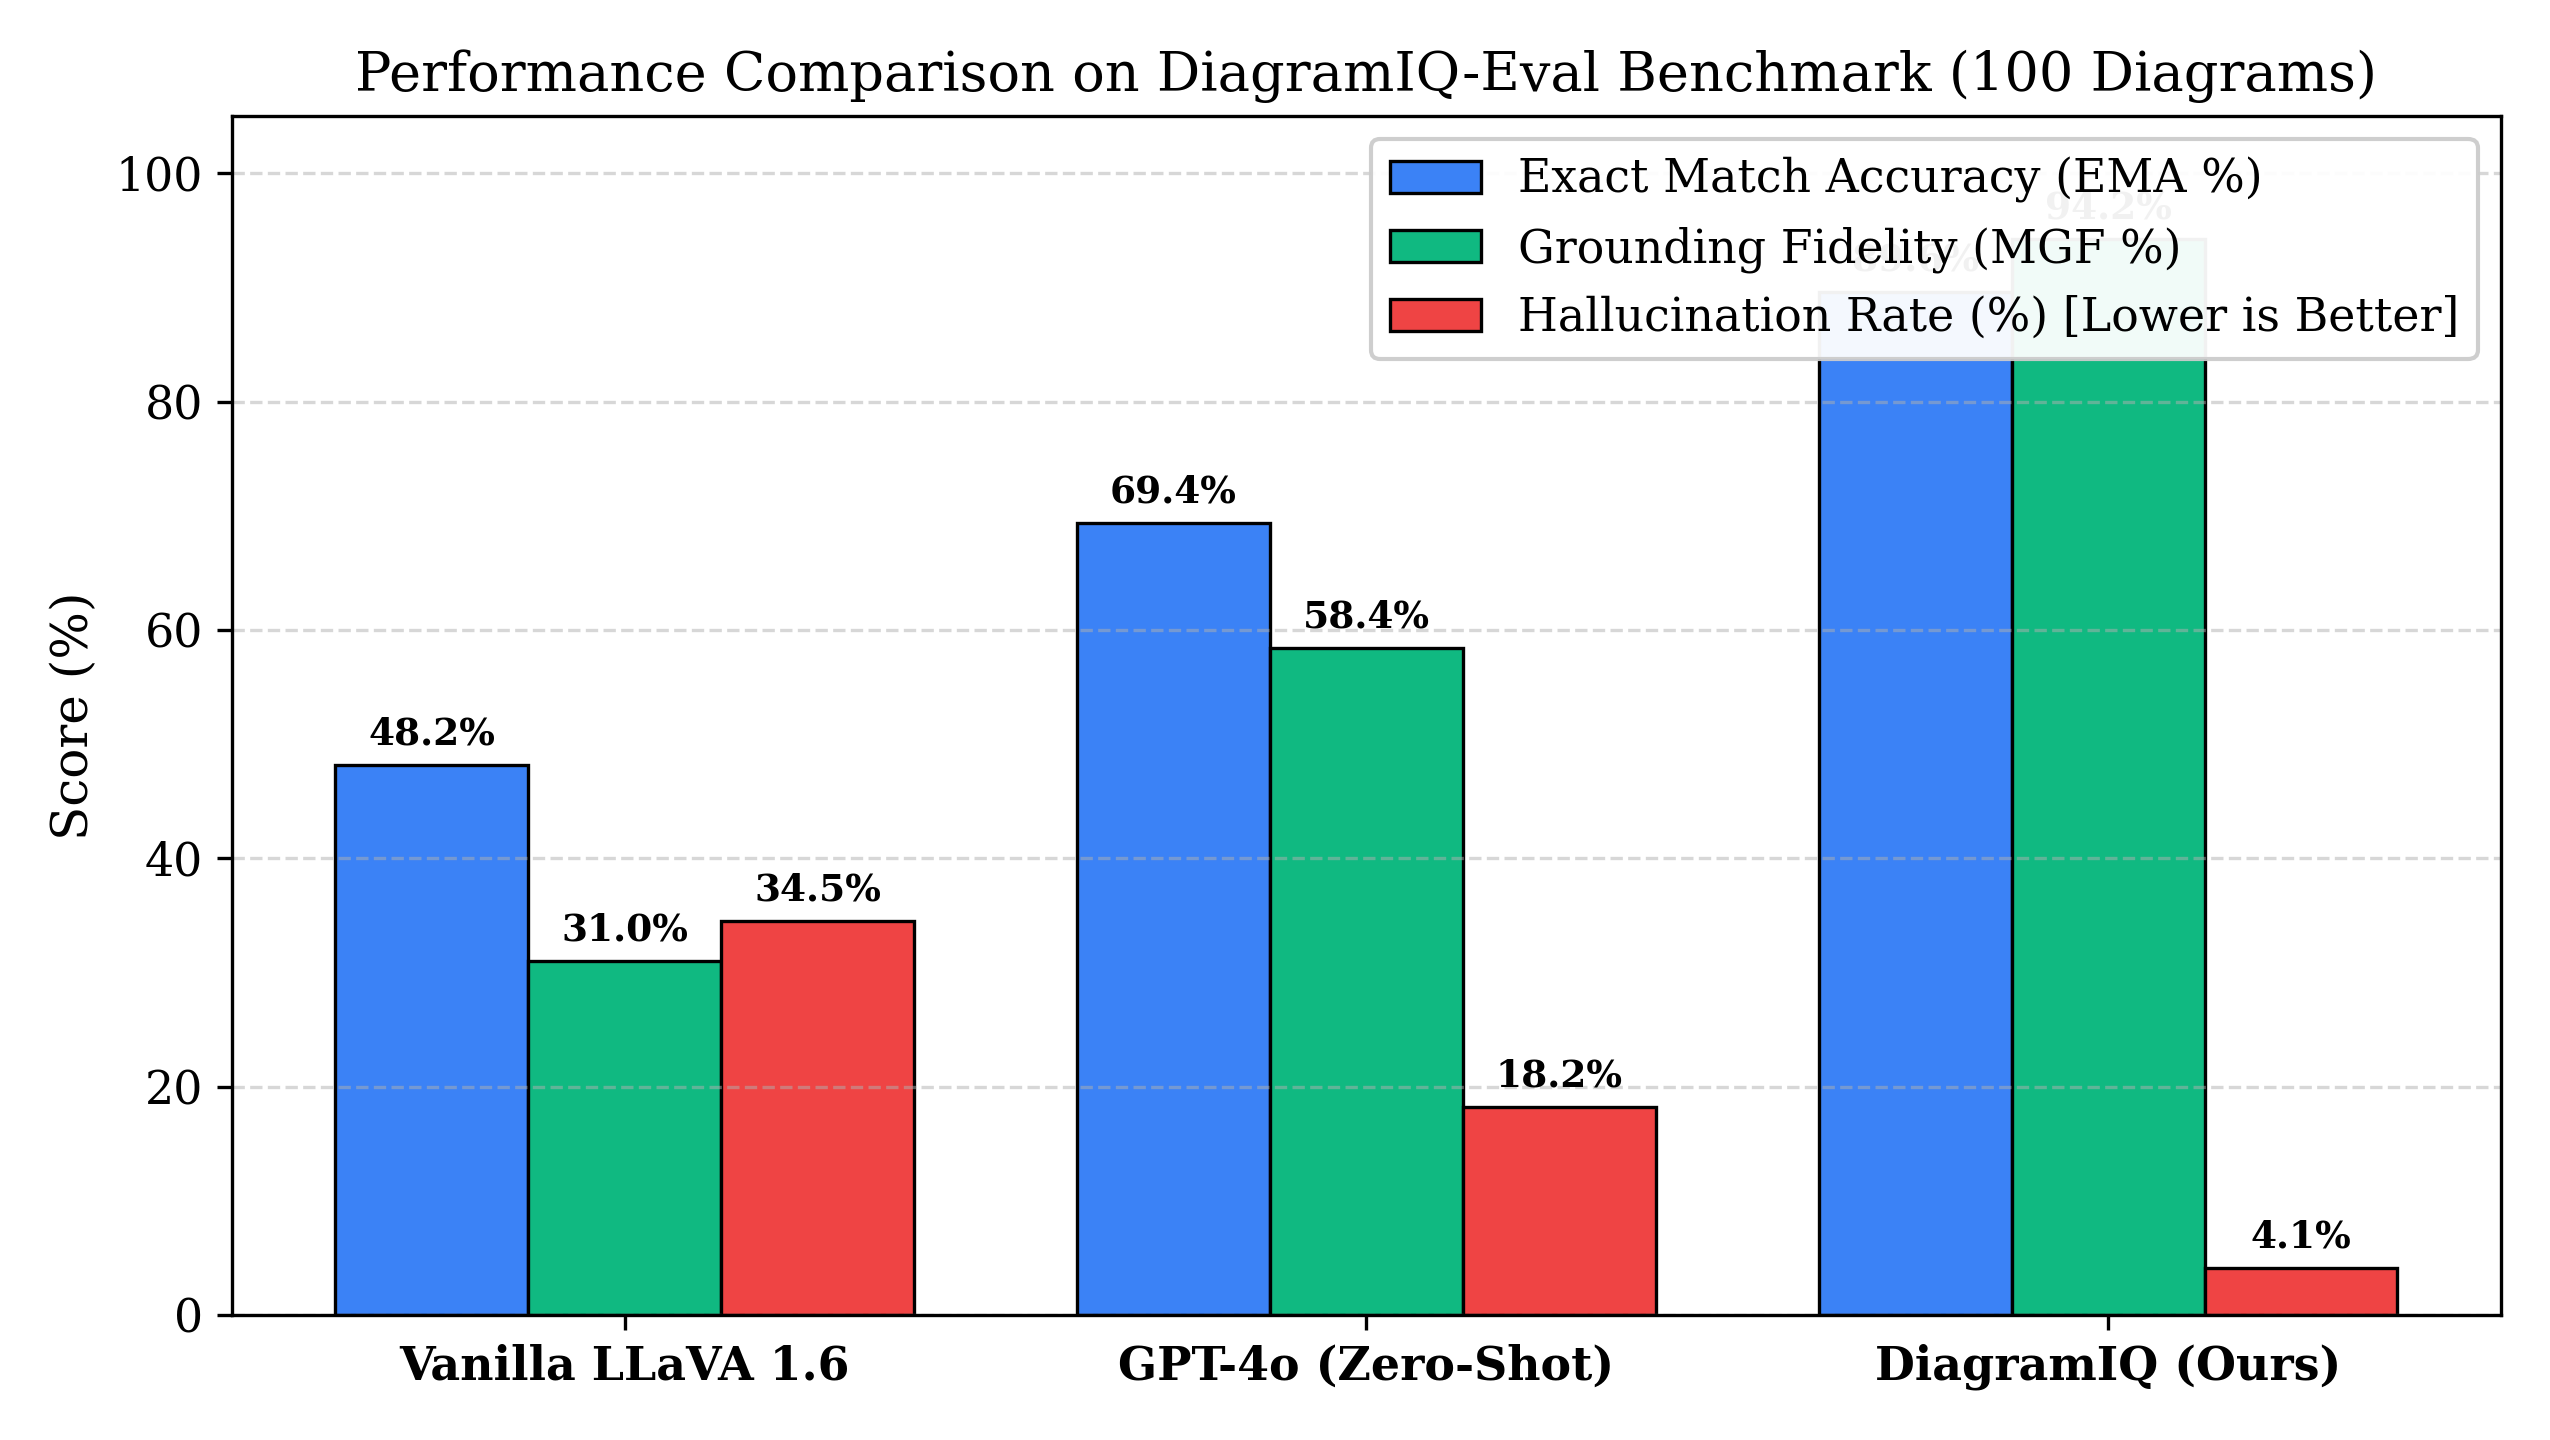 Performance Comparison on DiagramIQ-Eval Benchmark (100 Diagrams)
Exact Match Accuracy (EMA %)
Grounding Fidelity (MGF %)
Hallucination Rate (%) [Lower is Better]
Score (%)
100
80
60
40
20
0
48.2%
31.0%
34.5%
69.4%
58.4%
18.2%
94.2%
4.1%
Vanilla LLaVA 1.6
GPT-4o (Zero-Shot)
DiagramIQ (Ours)